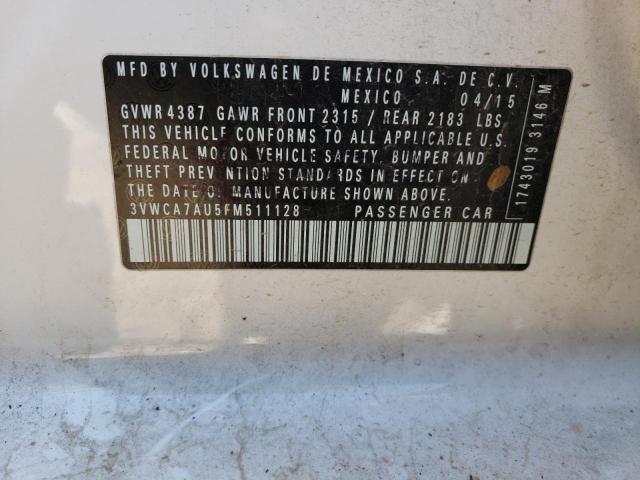 MFD BY VOLKSWAGEN DE MEXICO S.A. DE C.V.
MEXICO 04/15
GVWR 4387 GAWR FRONT 2315 / REAR 2183 LBS
THIS VEHICLE CONFORMS TO ALL APPLICABLE U.S.
FEDERAL MOTOR VEHICLE SAFETY, BUMPER AND
THEFT PREV NTION STANDARDS IN EFFECT ON
THE DATE OF MANUFACTURE SHOWN ABOVE.
3VWCA7AU5FM511128 PASSENGER CAR
1743019 3146 M